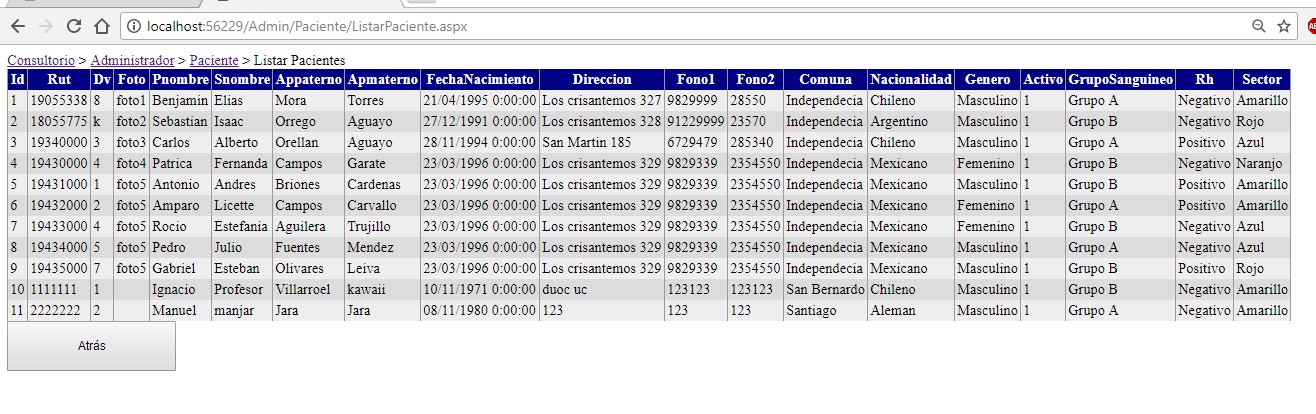 localhost:56229/Admin/Paciente/ListarPaciente.aspx
Consultorio > Administrador > Paciente > Listar Pacientes
Id Rut Dv Foto Pnombre Snombre Appaterno Apmaterno FechaNacimiento Direccion Fono1 Fono2 Comuna Nacionalidad Genero Activo GrupoSanguineo Rh Sector
1 19055338 8 foto1 Benjamin Elias Mora Torres 21/04/1995 0:00:00 Los crisantemos 327 9829999 28550 Independecia Chileno Masculino 1 Grupo A Negativo Amarillo
2 18055775 k foto2 Sebastian Isaac Orrego Aguayo 27/12/1991 0:00:00 Los crisantemos 328 91229999 23570 Independecia Argentino Masculino 1 Grupo B Negativo Rojo
3 19340000 3 foto3 Carlos Alberto Orellan Aguayo 28/11/1994 0:00:00 San Martin 185 6729479 285340 Independecia Chileno Masculino 1 Grupo A Positivo Azul
4 19430000 4 foto4 Patrica Fernanda Campos Garate 23/03/1996 0:00:00 Los crisantemos 329 9829339 2354550 Independecia Mexicano Femenino 1 Grupo B Negativo Naranjo
5 19431000 1 foto5 Antonio Andres Briones Cardenas 23/03/1996 0:00:00 Los crisantemos 329 9829339 2354550 Independecia Mexicano Masculino 1 Grupo B Positivo Amarillo
6 19432000 2 foto5 Amparo Licette Campos Carvallo 23/03/1996 0:00:00 Los crisantemos 329 9829339 2354550 Independecia Mexicano Femenino 1 Grupo A Positivo Amarillo
7 19433000 4 foto5 Rocio Estefania Aguilera Trujillo 23/03/1996 0:00:00 Los crisantemos 329 9829339 2354550 Independecia Mexicano Femenino 1 Grupo B Negativo Azul
8 19434000 5 foto5 Pedro Julio Fuentes Mendez 23/03/1996 0:00:00 Los crisantemos 329 9829339 2354550 Independecia Mexicano Masculino 1 Grupo A Negativo Azul
9 19435000 7 foto5 Gabriel Esteban Olivares Leiva 23/03/1996 0:00:00 Los crisantemos 329 9829339 2354550 Independecia Mexicano Masculino 1 Grupo B Positivo Rojo
10 1111111 1 Ignacio Profesor Villarroel kawaii 10/11/1971 0:00:00 duoc uc 123123 123123 San Bernardo Chileno Masculino 1 Grupo B Negativo Amarillo
11 2222222 2 Manuel manjar Jara Jara 08/11/1980 0:00:00 123 123 123 Santiago Aleman Masculino 1 Grupo A Negativo Amarillo
Atrás